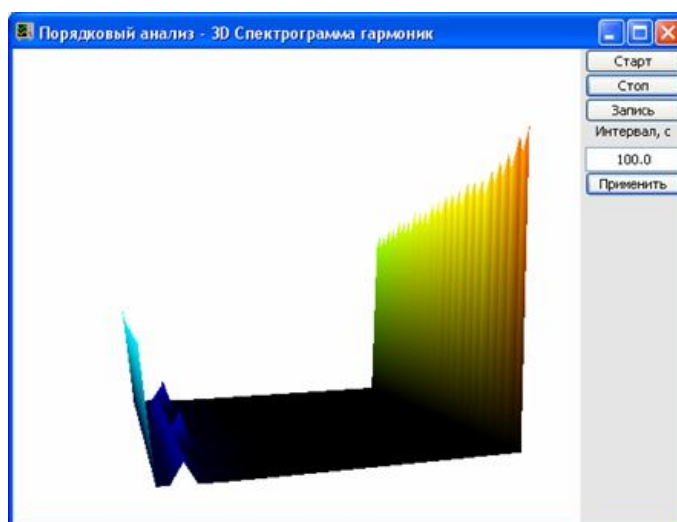 Порядковый анализ - 3D Спектрограмма гармоник
Старт
Стоп
Запись
Интервал, с
100.0
Применить